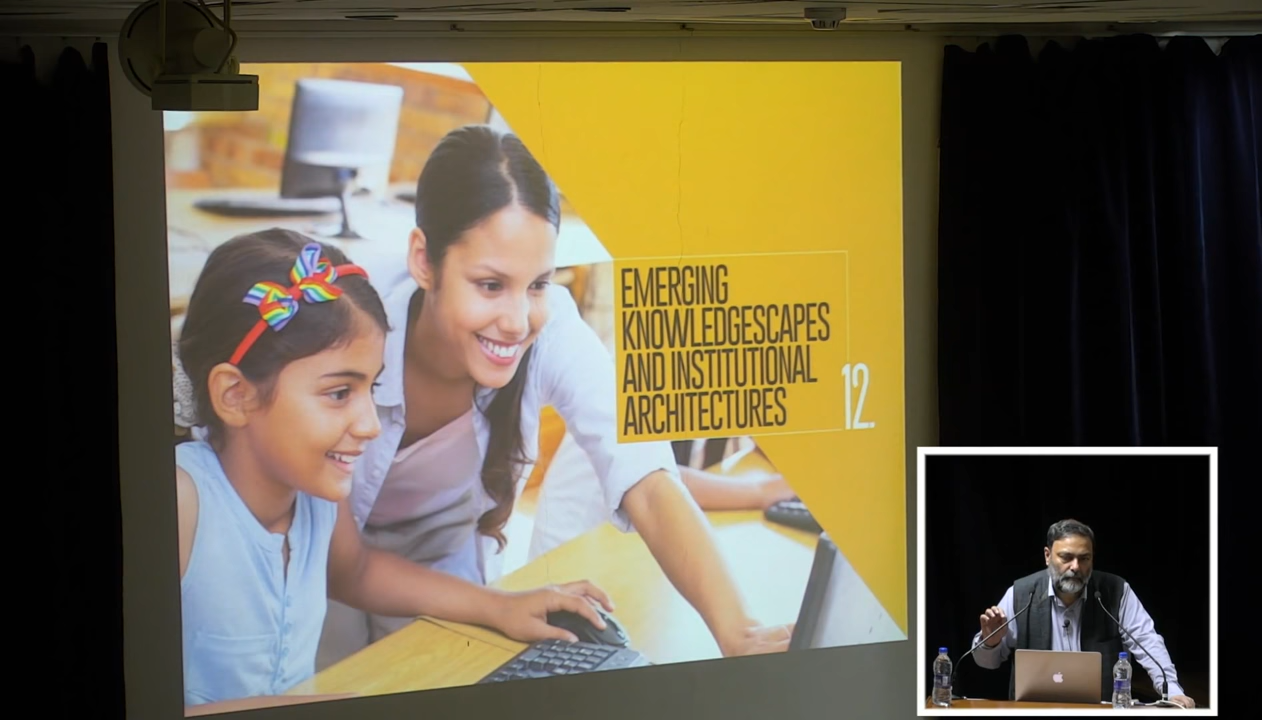 EMERGING
KNOWLEDGESCAPES
AND INSTITUTIONAL
ARCHITECTURES
12.